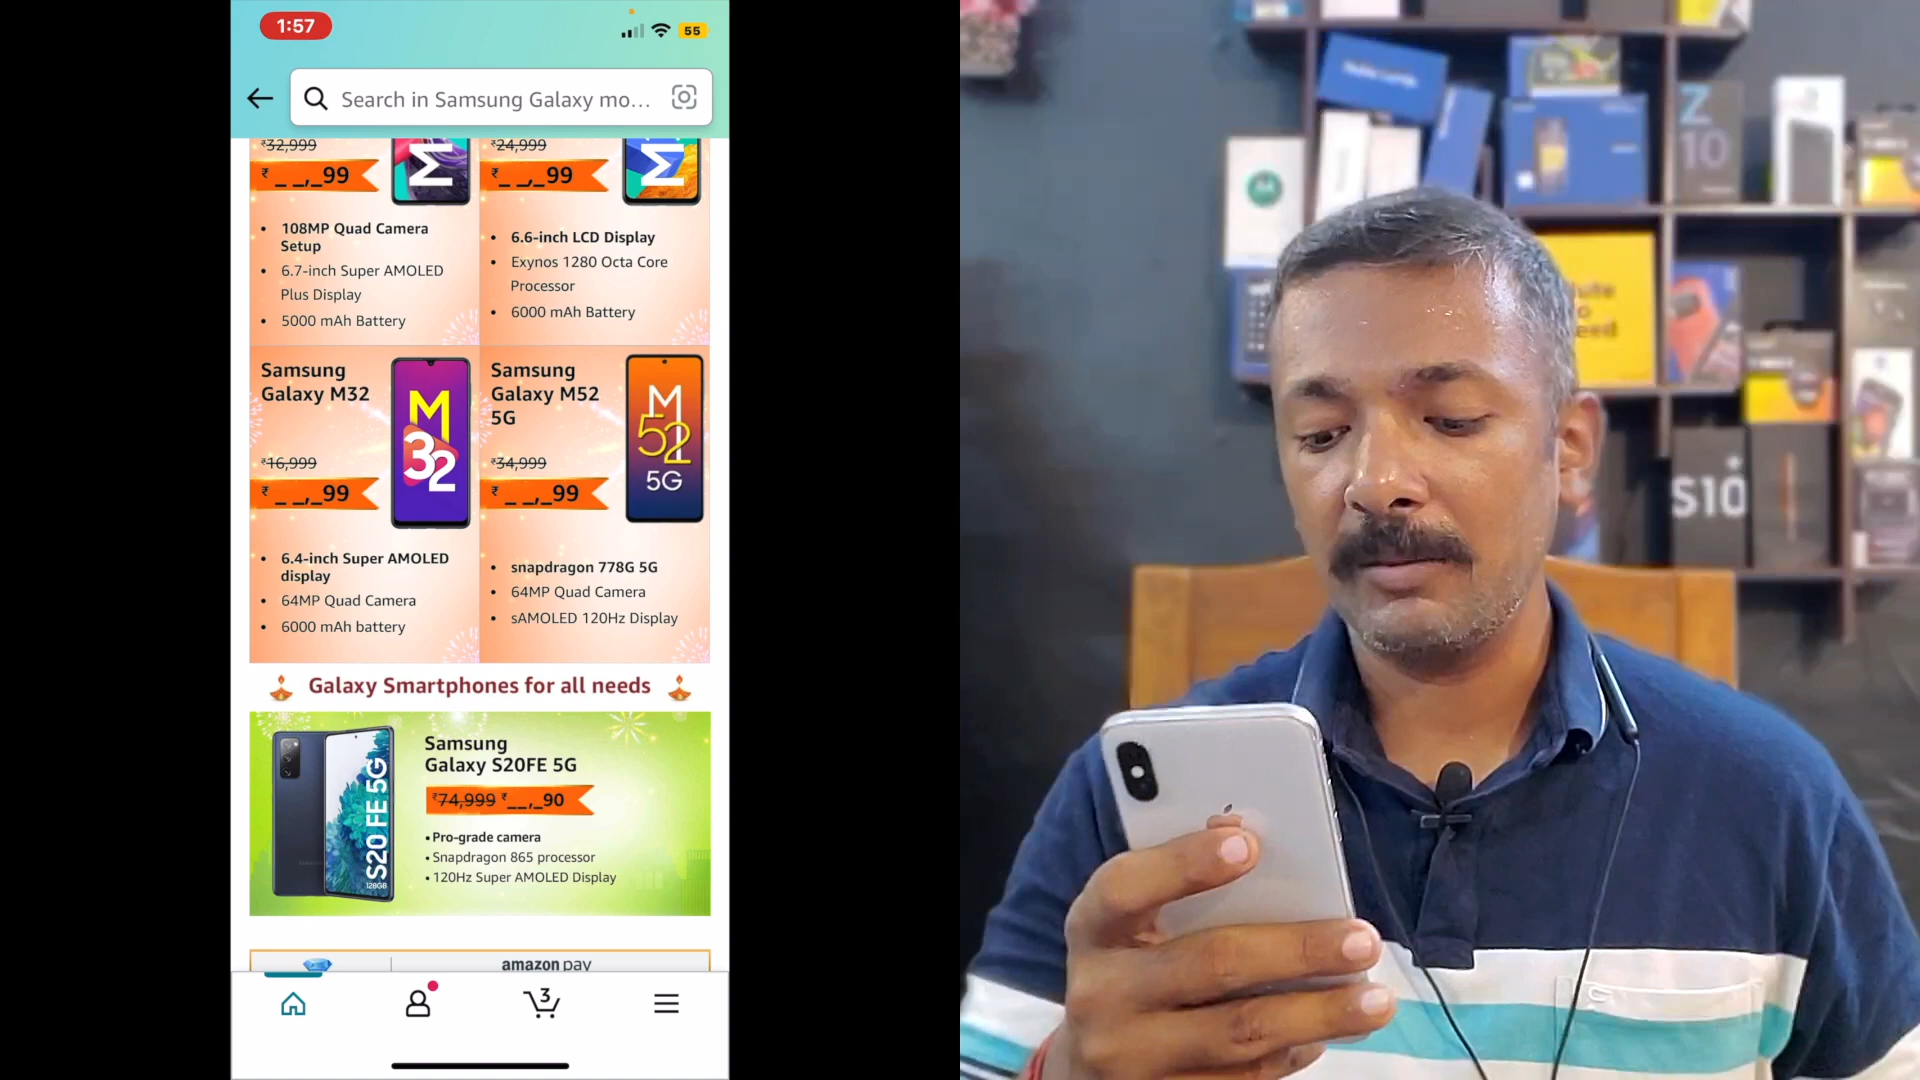 1:57
55
Search in Samsung Galaxy mo...
₹32,999
₹24,999
₹ _ _,_99
₹_ _,_99
108MP Quad Camera
Setup
6.7-inch Super AMOLED
Plus Display
5000 mAh Battery
6.6-inch LCD Display
Exynos 1280 Octa Core
Processor
6000 mAh Battery
Samsung
Galaxy M32
₹16,999
₹ _ _,_99
M
32
6.4-inch Super AMOLED
display
64MP Quad Camera
6000 mAh battery
Samsung
Galaxy M52
5G
₹34,999
₹ _ _,_99
M
52
5G
snapdragon 778G 5G
64MP Quad Camera
sAMOLED 120Hz Display
Galaxy Smartphones for all needs
S20 FE 5G
128GB
Samsung
Galaxy S20FE 5G
₹74,999 ₹__,_90
Pro-grade camera
Snapdragon 865 processor
120Hz Super AMOLED Display
amazon pay
3
Z
10
S10